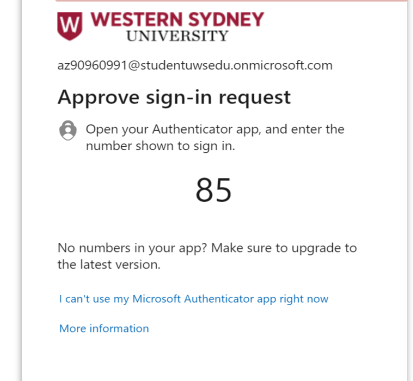 W WESTERN SYDNEY
UNIVERSITY
az90960991@studentuwsedu.onmicrosoft.com
Approve sign-in request
Open your Authenticator app, and enter the
number shown to sign in.
85
No numbers in your app? Make sure to upgrade to
the latest version.
I can't use my Microsoft Authenticator app right now
More information